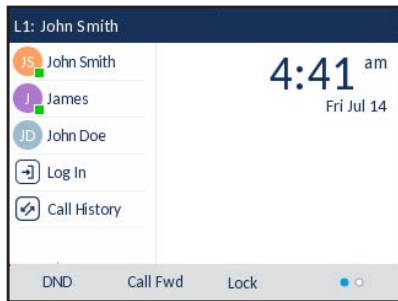 L1: John Smith
JS John Smith
J James
JD John Doe
Log In
Call History
4:41 am
Fri Jul 14
DND Call Fwd Lock